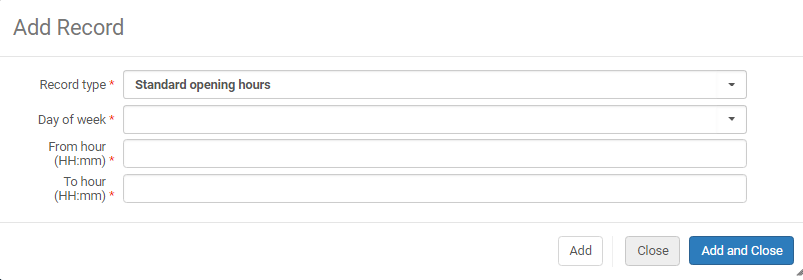 Add Record
Record type *
Standard opening hours
Day of week *
From hour
(HH:mm) *
To hour
(HH:mm) *
Add
Close
Add and Close